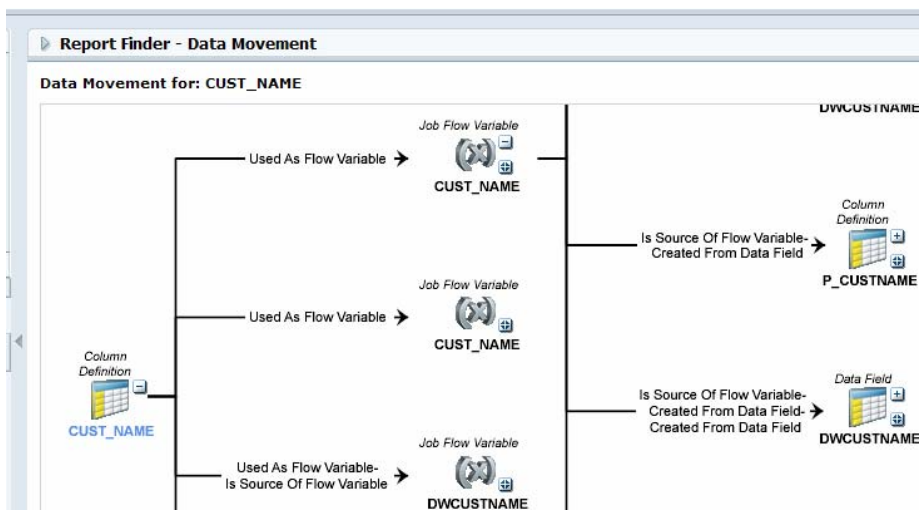 Report Finder - Data Movement
Data Movement for: CUST_NAME
DWCUSTNAME
Job Flow Variable
Used As Flow Variable
CUST_NAME
Column
Definition
Is Source Of Flow Variable-
Created From Data Field
P_CUSTNAME
Job Flow Variable
Used As Flow Variable
CUST_NAME
Column
Definition
CUST_NAME
Data Field
Is Source Of Flow Variable-
Created From Data Field-
Created From Data Field
DWCUSTNAME
Job Flow Variable
Used As Flow Variable-
Is Source Of Flow Variable
DWCUSTNAME